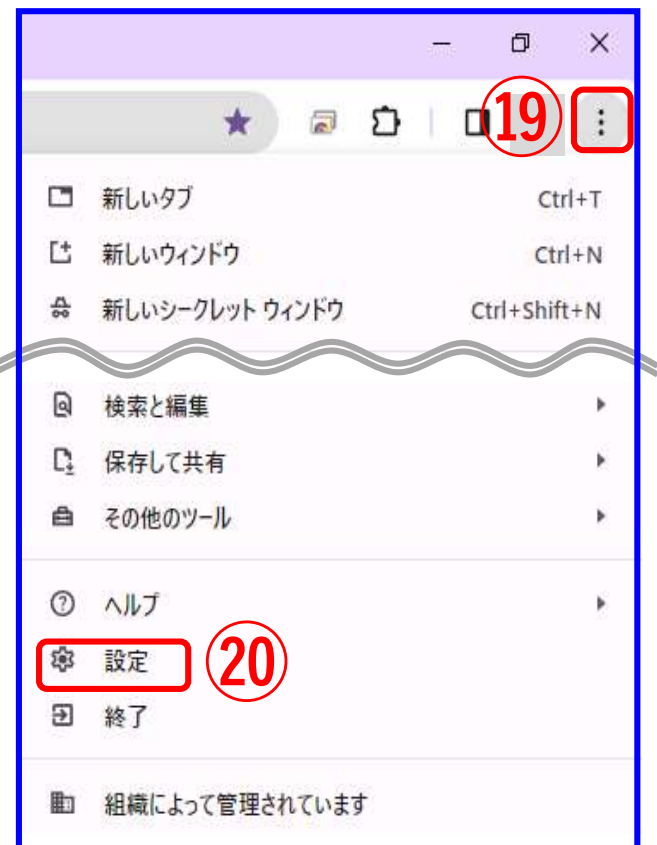 ⑲
新しいタブ Ctrl+T
新しいウィンドウ Ctrl+N
新しいシークレット ウィンドウ Ctrl+Shift+N
検索と編集
保存して共有
その他のツール
ヘルプ
設定 ⑳
終了
組織によって管理されています